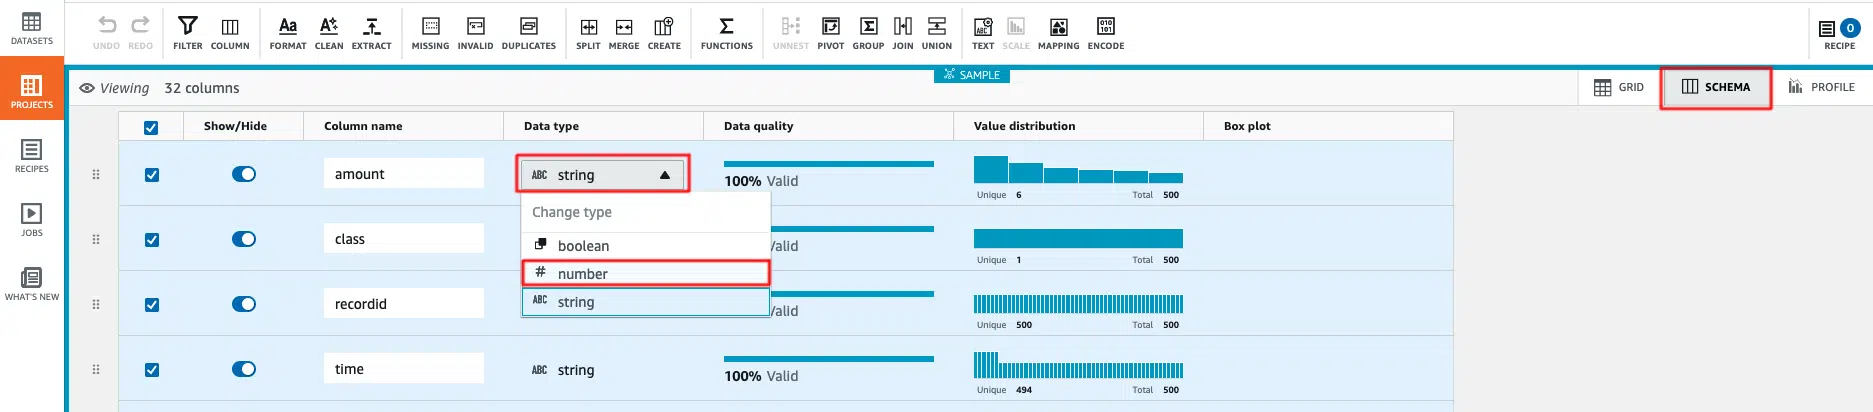 DATASETS
PROJECTS
RECIPES
JOBS
WHAT'S NEW
UNDO REDO FILTER COLUMN FORMAT CLEAN EXTRACT MISSING INVALID DUPLICATES SPLIT MERGE CREATE FUNCTIONS UNNEST PIVOT GROUP JOIN UNION TEXT SCALE MAPPING ENCODE 0 RECIPE
SAMPLE
Viewing 32 columns GRID SCHEMA PROFILE
Show/Hide Column name Data type Data quality Value distribution Box plot
amount ABC string 100% Valid Unique 6 Total 500
Change type
boolean
# number
ABC string
class Valid Unique 1 Total 500
recordid Valid Unique 500 Total 500
time ABC string 100% Valid Unique 494 Total 500